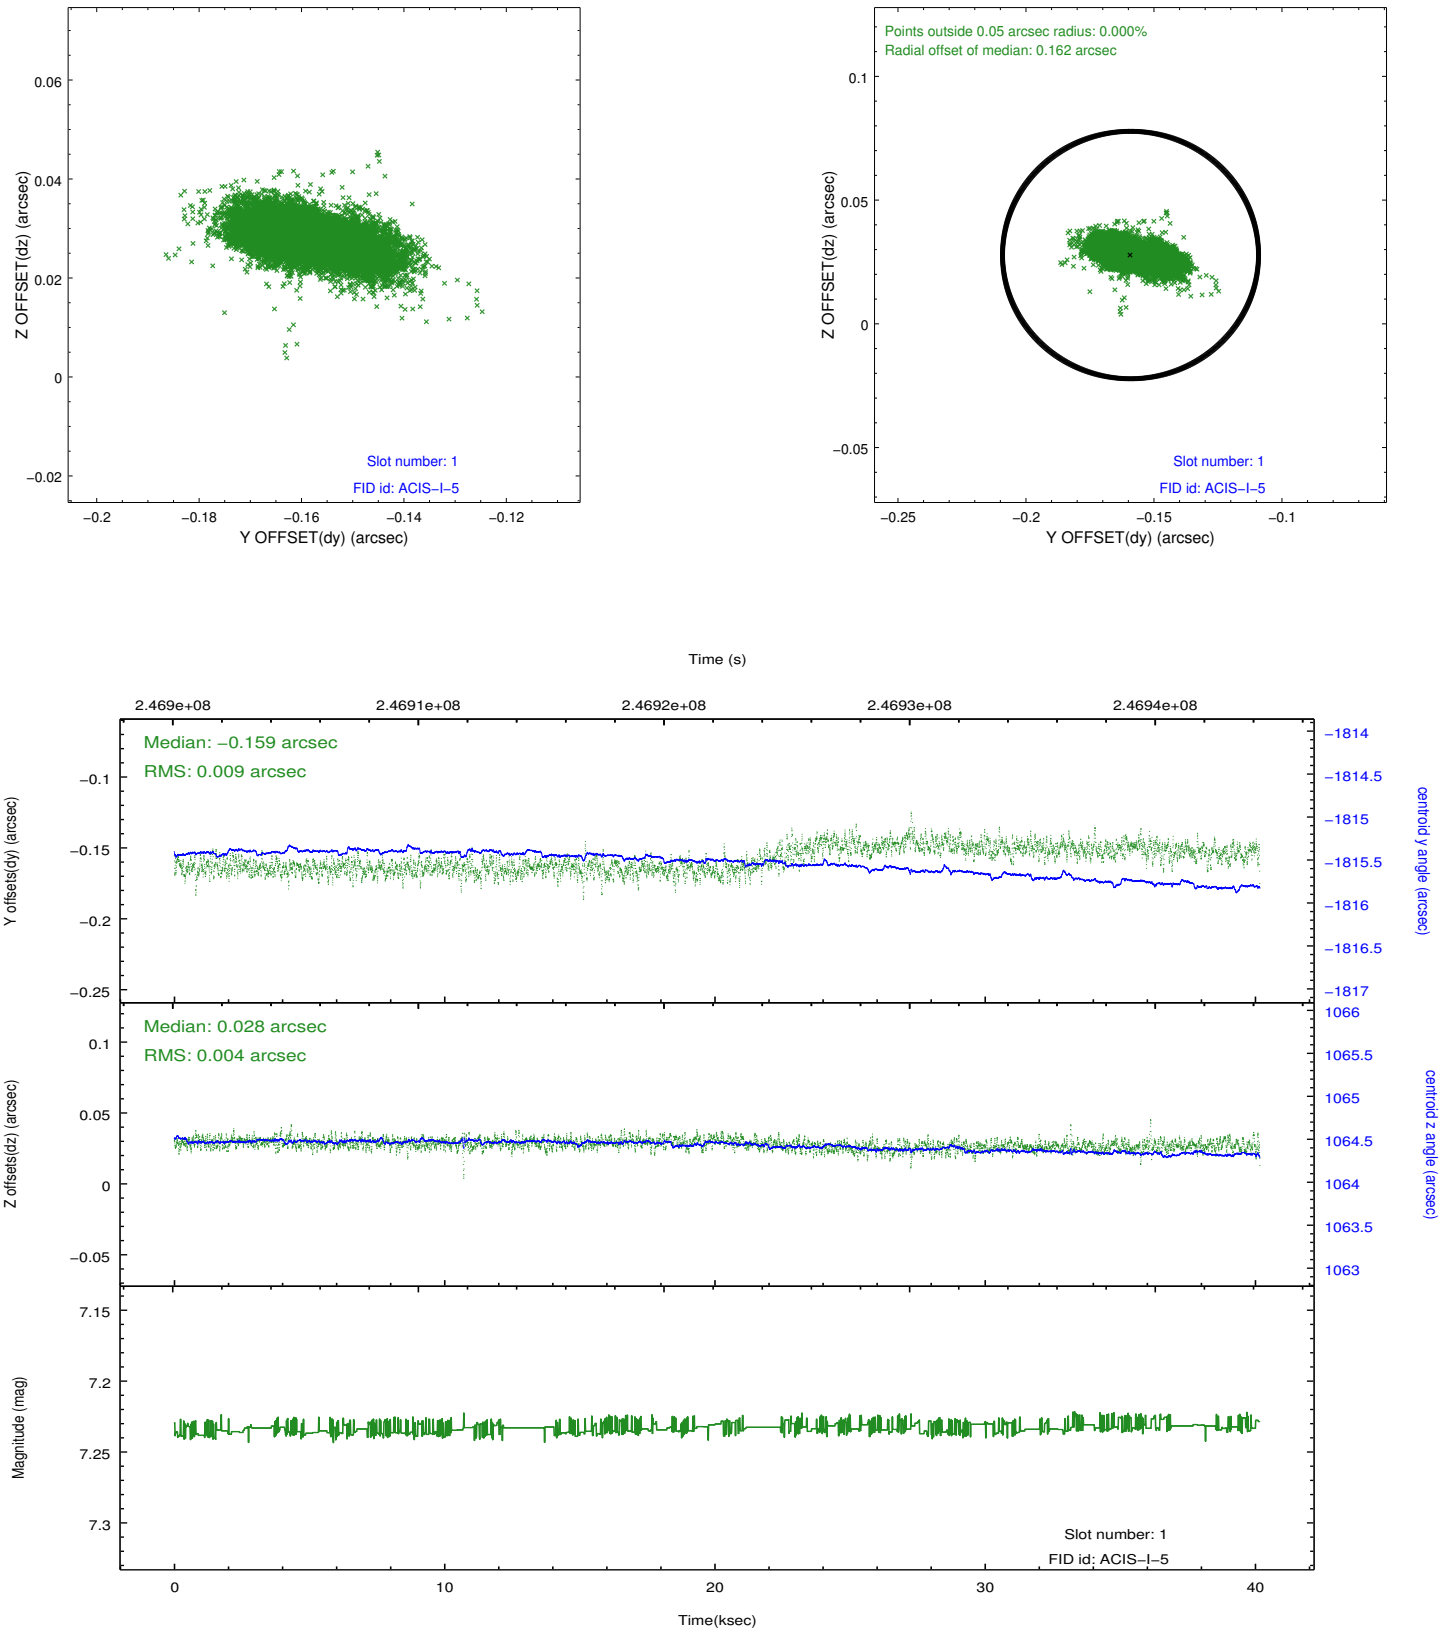 0.06
0.04
0.02
0
−0.02
Z OFFSET(dz) (arcsec)
Slot number: 1
FID id: ACIS−I−5
−0.2 −0.18 −0.16 −0.14 −0.12
Y OFFSET(dy) (arcsec)
Points outside 0.05 arcsec radius: 0.000%
Radial offset of median: 0.162 arcsec
0.1
0.05
0
−0.05
Z OFFSET(dz) (arcsec)
Slot number: 1
FID id: ACIS−I−5
−0.25 −0.2 −0.15 −0.1
Y OFFSET(dy) (arcsec)
Time (s)
2.469e+08 2.4691e+08 2.4692e+08 2.4693e+08 2.4694e+08
Median: −0.159 arcsec
RMS: 0.009 arcsec
−0.1
−0.15
−0.2
−0.25
Y offsets(dy) (arcsec)
−1814
−1814.5
−1815
−1815.5
−1816
−1816.5
−1817
centroid y angle (arcsec)
Median: 0.028 arcsec
RMS: 0.004 arcsec
0.1
0.05
0
−0.05
Z offsets(dz) (arcsec)
1066
1065.5
1065
1064.5
1064
1063.5
1063
centroid z angle (arcsec)
7.15
7.2
7.25
7.3
Magnitude (mag)
Slot number: 1
FID id: ACIS−I−5
0 10 20 30 40
Time(ksec)